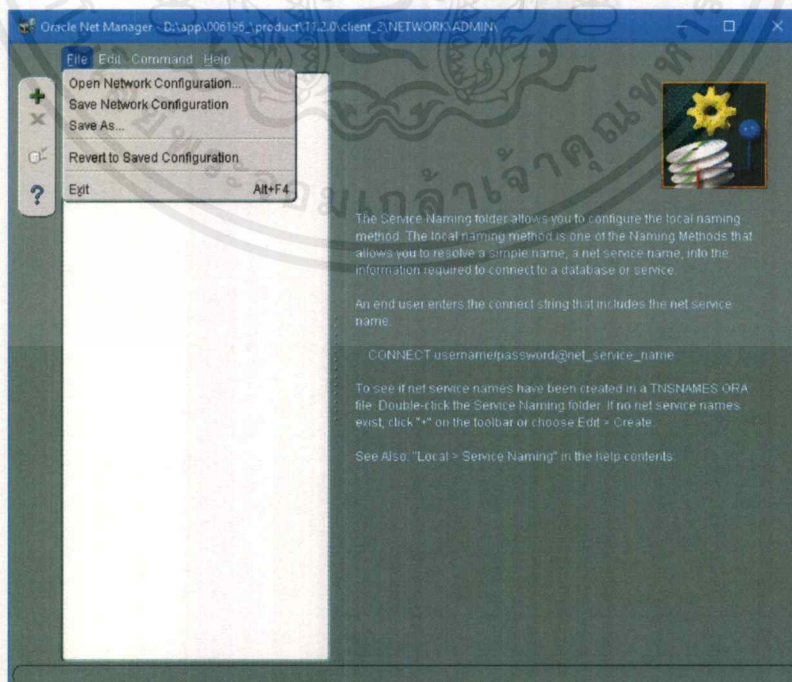 Oracle Net Manager - D:\app\006196_\product\11.2.0\client_2\NETWORK\ADMIN\
File Edit Command Help
Open Network Configuration...
Save Network Configuration
Save As...
Revert to Saved Configuration
Exit Alt+F4
The Service Naming folder allows you to configure the local naming
method. The local naming method is one of the Naming Methods that
allows you to resolve a simple name, a net service name, into the
information required to connect to a database or service.
An end user enters the connect string that includes the net service
name:
CONNECT username/password@net_service_name
To see if net service names have been created in a TNSNAMES.ORA
file: Double-click the Service Naming folder. If no net service names
exist, click "+" on the toolbar or choose Edit > Create.
See Also: "Local > Service Naming" in the help contents.